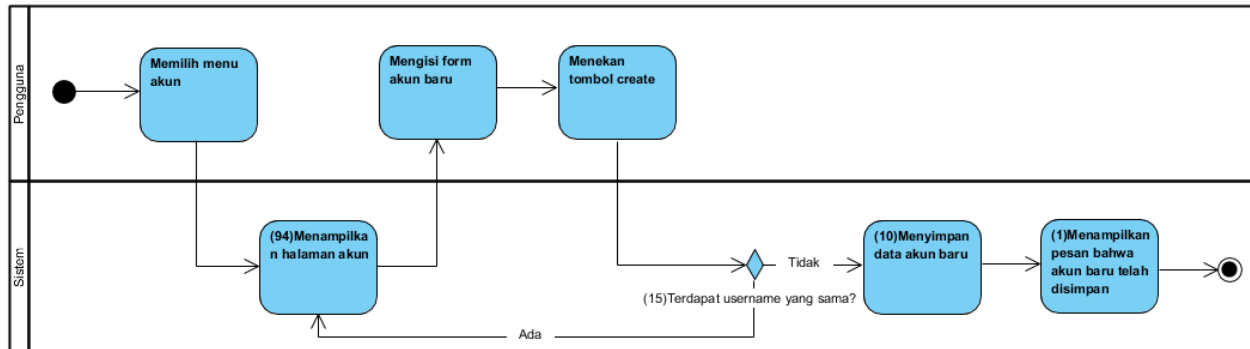 Pengguna
Memilih menu
akun
Mengisi form
akun baru
Menekan
tombol create
Sistem
(94)Menampilka
n halaman akun
Tidak
(15)Terdapat username yang sama?
Ada
(10)Menyimpan
data akun baru
(1)Menampilkan
pesan bahwa
akun baru telah
disimpan